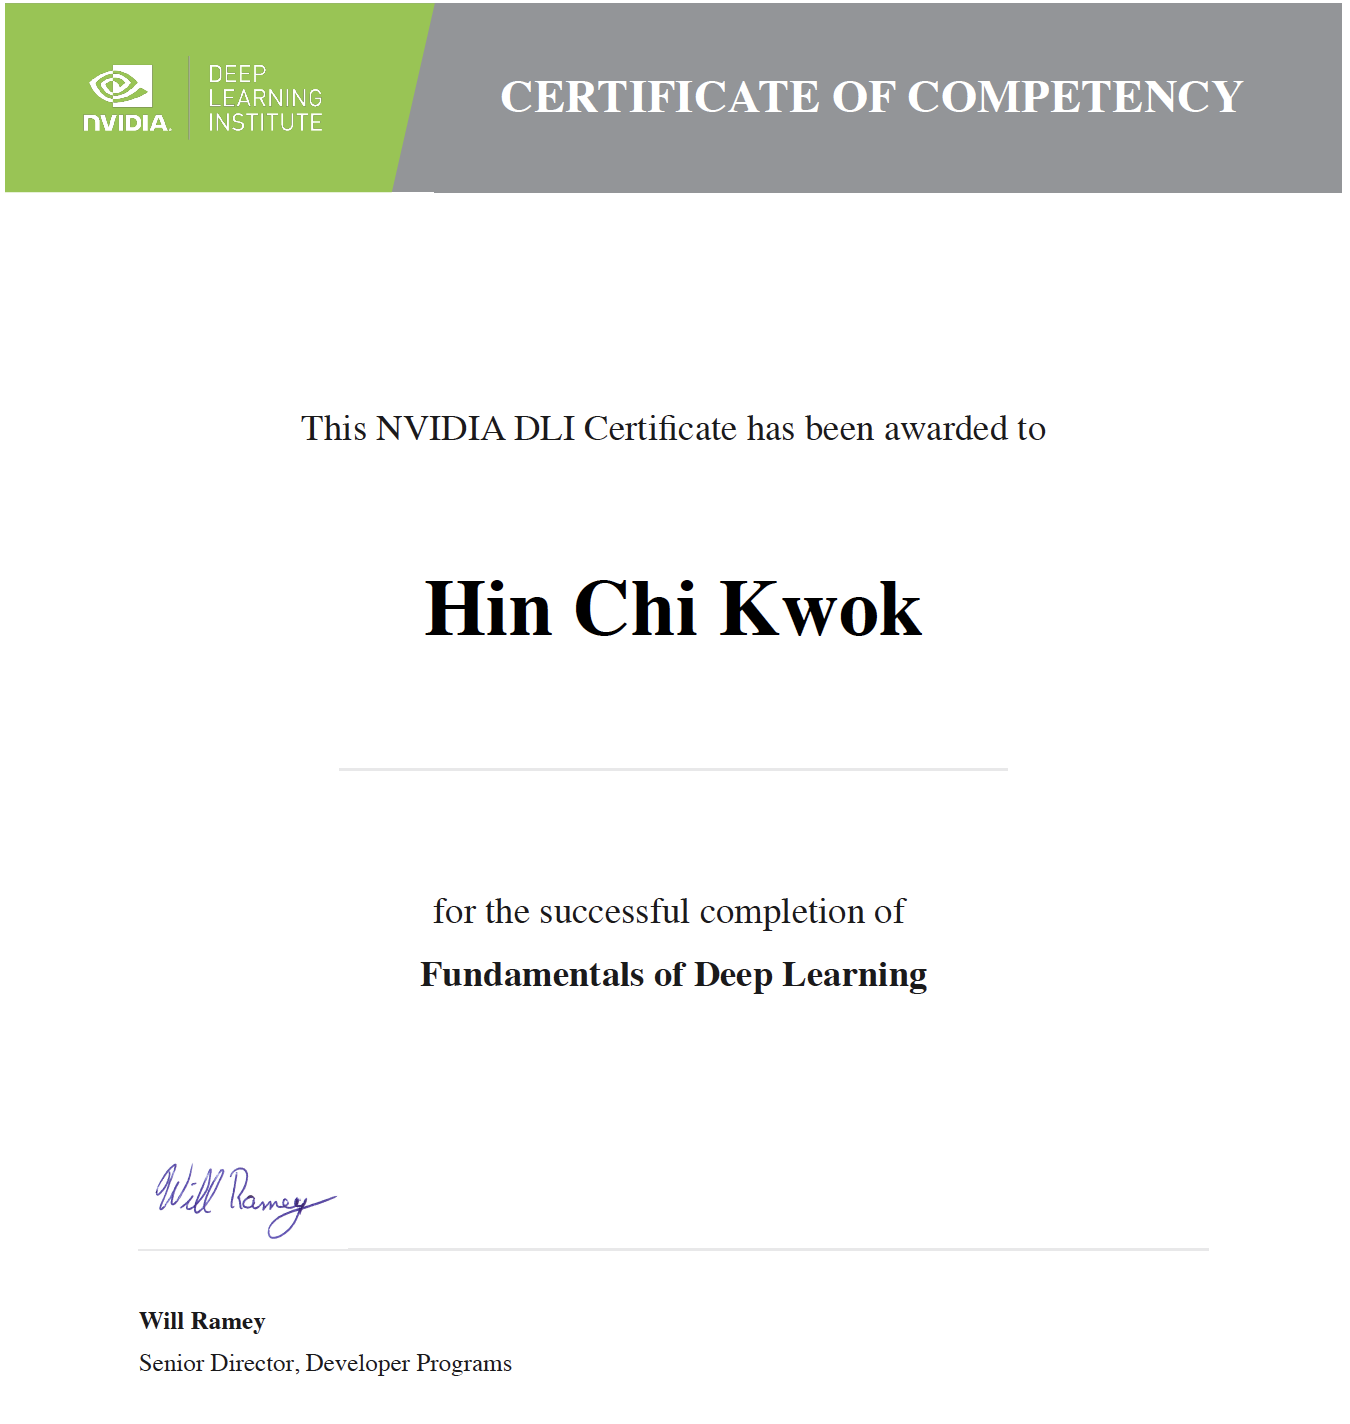 NVIDIA.
DEEP
LEARNING
INSTITUTE
CERTIFICATE OF COMPETENCY
This NVIDIA DLI Certificate has been awarded to
Hin Chi Kwok
for the successful completion of
Fundamentals of Deep Learning
Will Ramey
Will Ramey
Senior Director, Developer Programs